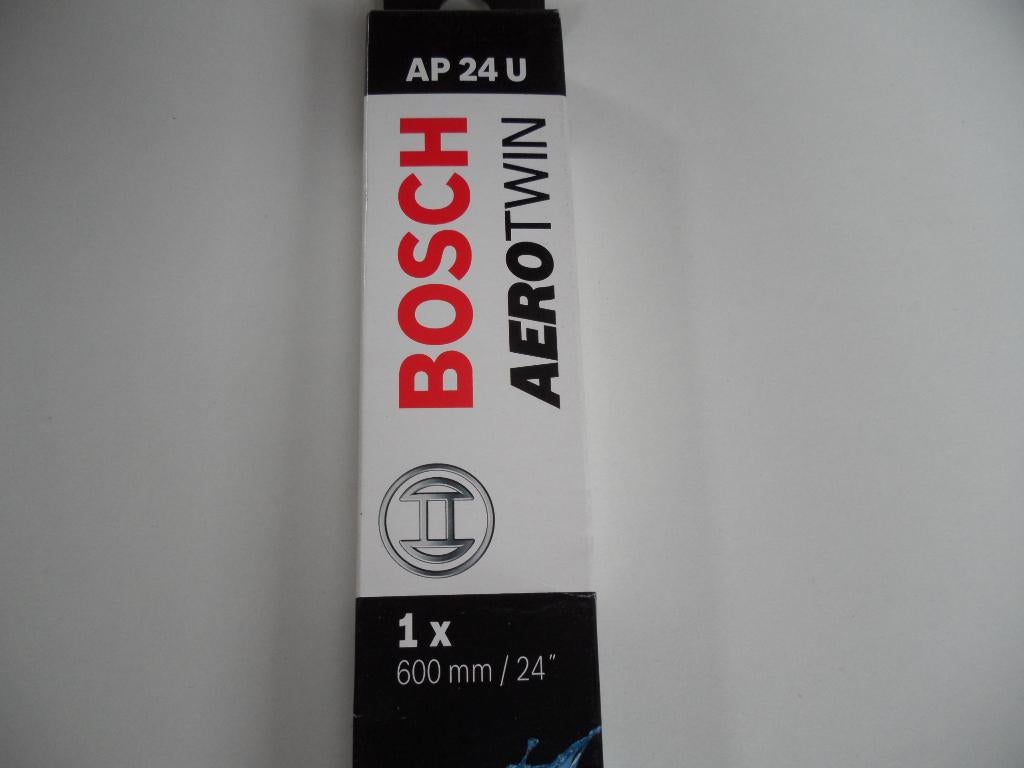 AP 24 U
BOSCH
AEROTWIN
1 x
600 mm / 24"